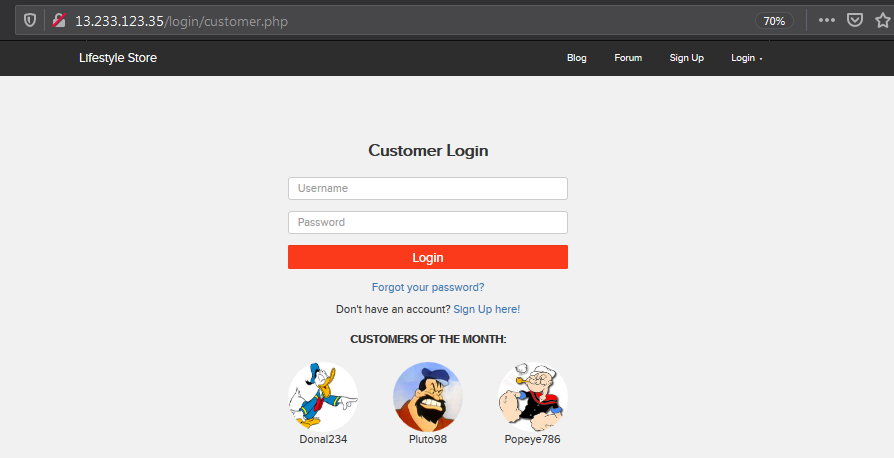 13.233.123.35/login/customer.php 70%
Lifestyle Store Blog Forum Sign Up Login
Customer Login
Username
Password
Login
Forgot your password?
Don't have an account? Sign Up here!
CUSTOMERS OF THE MONTH:
Donal234 Pluto98 Popeye786